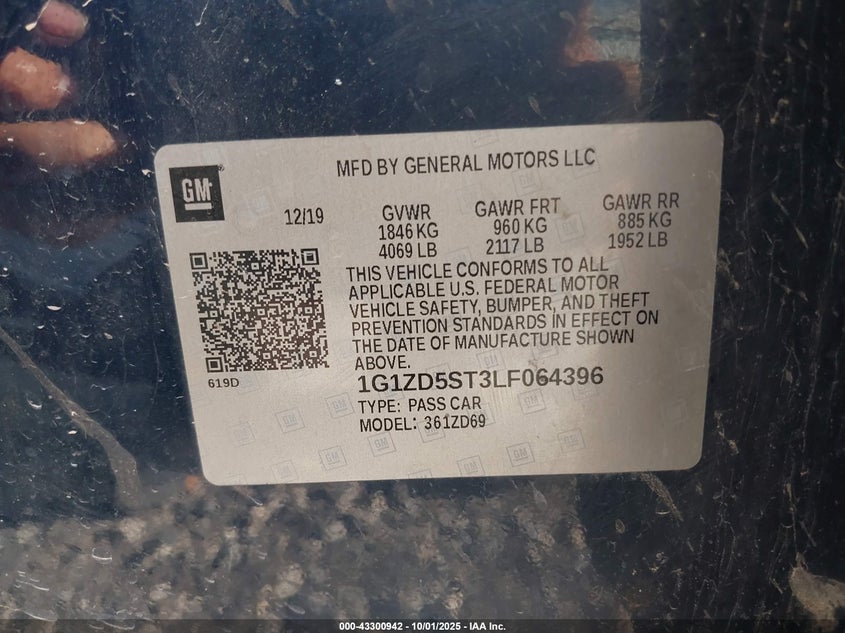 GM
MFD BY GENERAL MOTORS LLC
12/19
GVWR
1846 KG
4069 LB
GAWR FRT
960 KG
2117 LB
GAWR RR
885 KG
1952 LB
THIS VEHICLE CONFORMS TO ALL
APPLICABLE U.S. FEDERAL MOTOR
VEHICLE SAFETY, BUMPER, AND THEFT
PREVENTION STANDARDS IN EFFECT ON
THE DATE OF MANUFACTURE SHOWN
ABOVE.
619D
1G1ZD5ST3LF064396
TYPE: PASS CAR
MODEL: 361ZD69
000-43300942 - 10/01/2025 - IAA Inc.